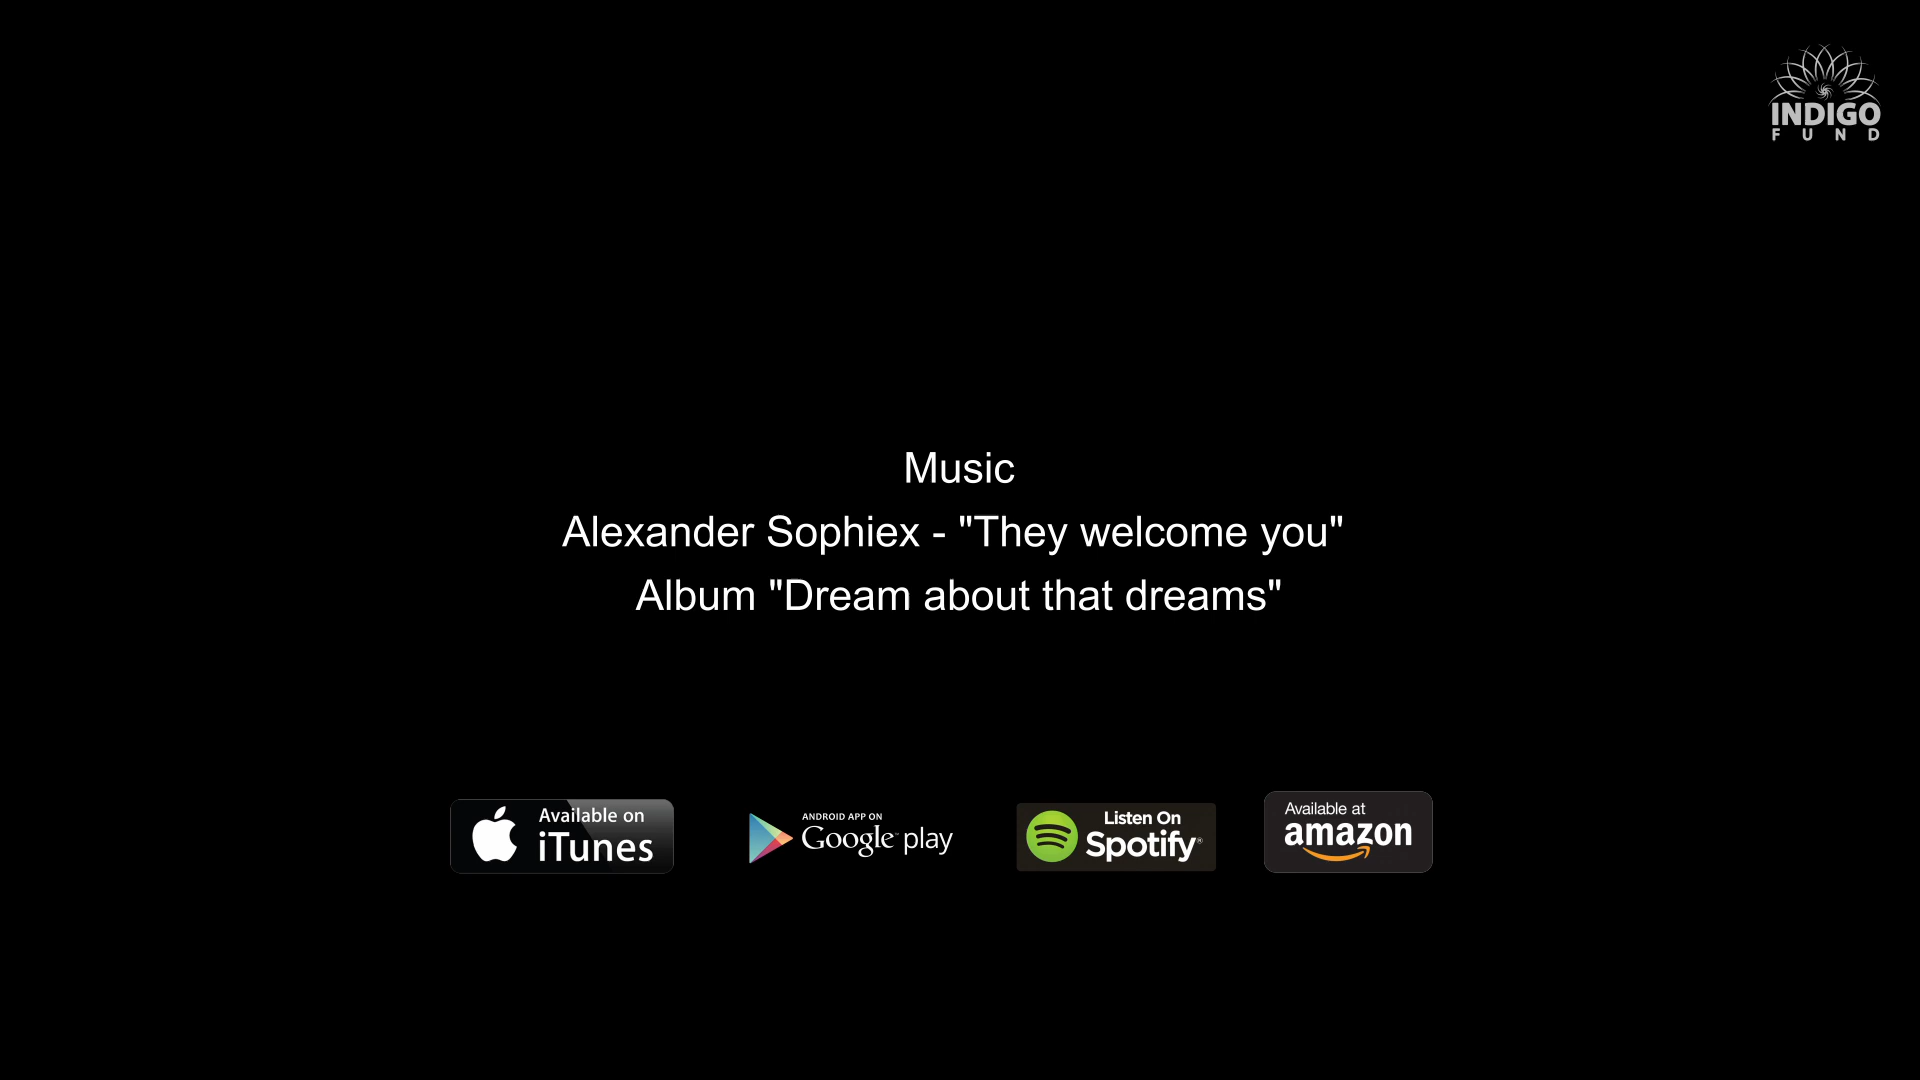 INDIGO
FUND
Music
Alexander Sophiex - "They welcome you"
Album "Dream about that dreams"
Available on
iTunes
ANDROID APP ON
Google play
Listen On
Spotify®
Available at
amazon